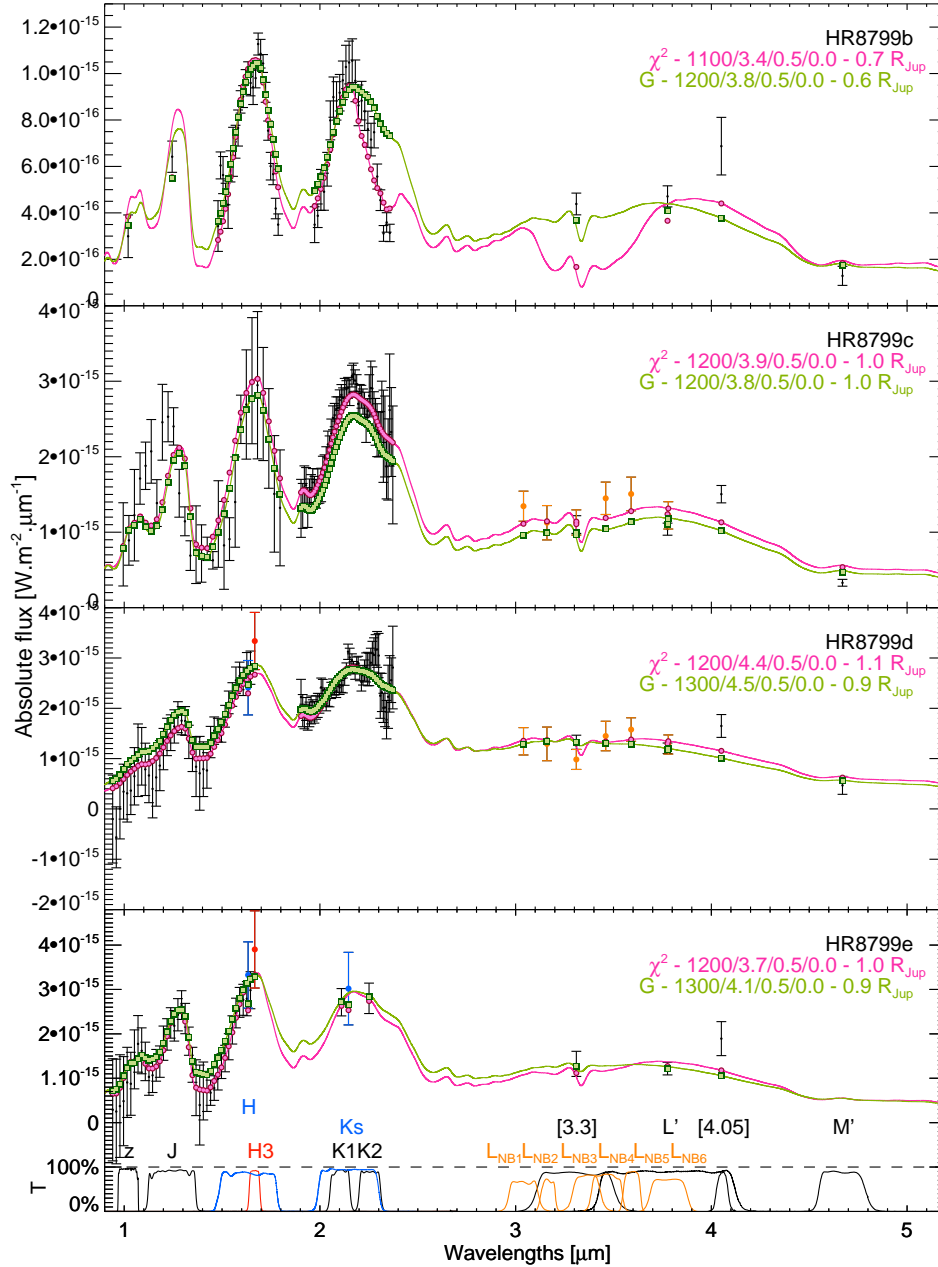 HR8799b
χ² - 1100/3.4/0.5/0.0 - 0.7 R_Jup
G - 1200/3.8/0.5/0.0 - 0.6 R_Jup
1.2•10⁻¹⁵
1.0•10⁻¹⁵
8.0•10⁻¹⁶
6.0•10⁻¹⁶
4.0•10⁻¹⁶
2.0•10⁻¹⁶
0
HR8799c
χ² - 1200/3.9/0.5/0.0 - 1.0 R_Jup
G - 1200/3.8/0.5/0.0 - 1.0 R_Jup
4•10⁻¹⁵
3•10⁻¹⁵
2•10⁻¹⁵
1•10⁻¹⁵
0
Absolute flux [W.m⁻².µm⁻¹]
HR8799d
χ² - 1200/4.4/0.5/0.0 - 1.1 R_Jup
G - 1300/4.5/0.5/0.0 - 0.9 R_Jup
4•10⁻¹⁵
3•10⁻¹⁵
2•10⁻¹⁵
1•10⁻¹⁵
0
-1•10⁻¹⁵
-2•10⁻¹⁵
HR8799e
χ² - 1200/3.7/0.5/0.0 - 1.0 R_Jup
G - 1300/4.1/0.5/0.0 - 0.9 R_Jup
4•10⁻¹⁵
3•10⁻¹⁵
2•10⁻¹⁵
1•10⁻¹⁵
0
H
Ks
[3.3] L' [4.05] M'
z J H3 K1K2
L_NB1 L_NB2 L_NB3 L_NB4 L_NB5 L_NB6
100%
T
0%
1 2 3 4 5
Wavelengths [µm]